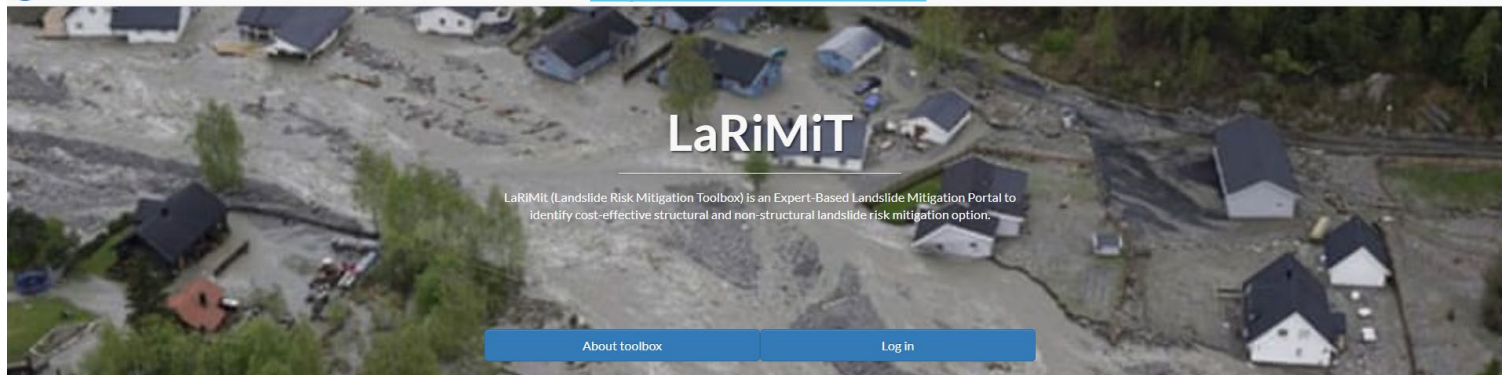 LaRiMiT
LaRiMit (Landslide Risk Mitigation Toolbox) is an Expert-Based Landslide Mitigation Portal to
identify cost-effective structural and non-structural landslide risk mitigation option.
About toolbox
Log in